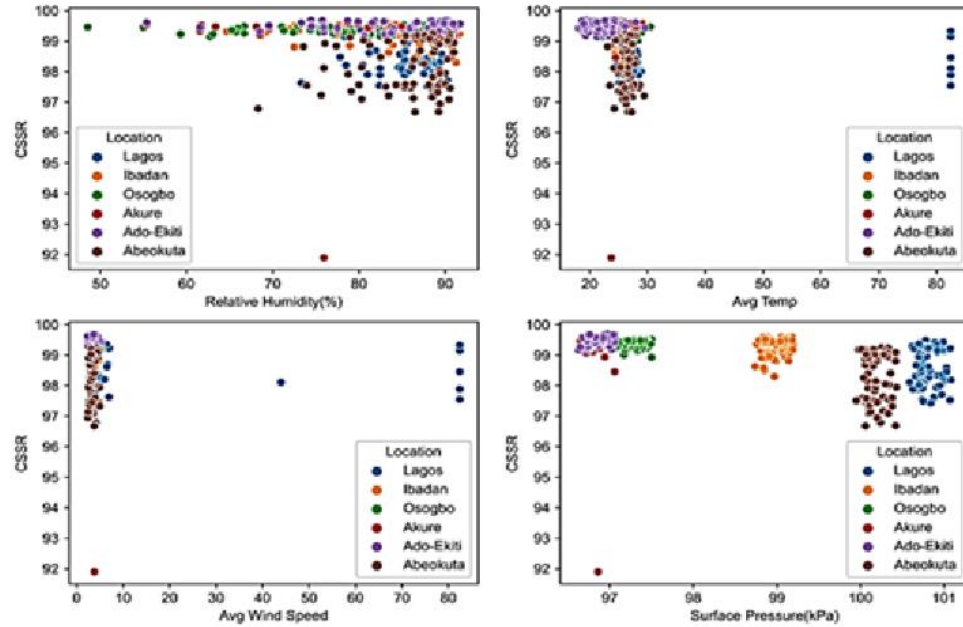 CSSR
100
99
98
97
96
95
94
93
92
Location
Lagos
Ibadan
Osogbo
Akure
Ado-Ekiti
Abeokuta
50 60 70 80 90
Relative Humidity(%)
CSSR
100
99
98
97
96
95
94
93
92
Location
Lagos
Ibadan
Osogbo
Akure
Ado-Ekiti
Abeokuta
20 30 40 50 60 70 80
Avg Temp
CSSR
100
99
98
97
96
95
94
93
92
Location
Lagos
Ibadan
Osogbo
Akure
Ado-Ekiti
Abeokuta
0 10 20 30 40 50 60 70 80
Avg Wind Speed
CSSR
100
99
98
97
96
95
94
93
92
Location
Lagos
Ibadan
Osogbo
Akure
Ado-Ekiti
Abeokuta
97 98 99 100 101
Surface Pressure(kPa)